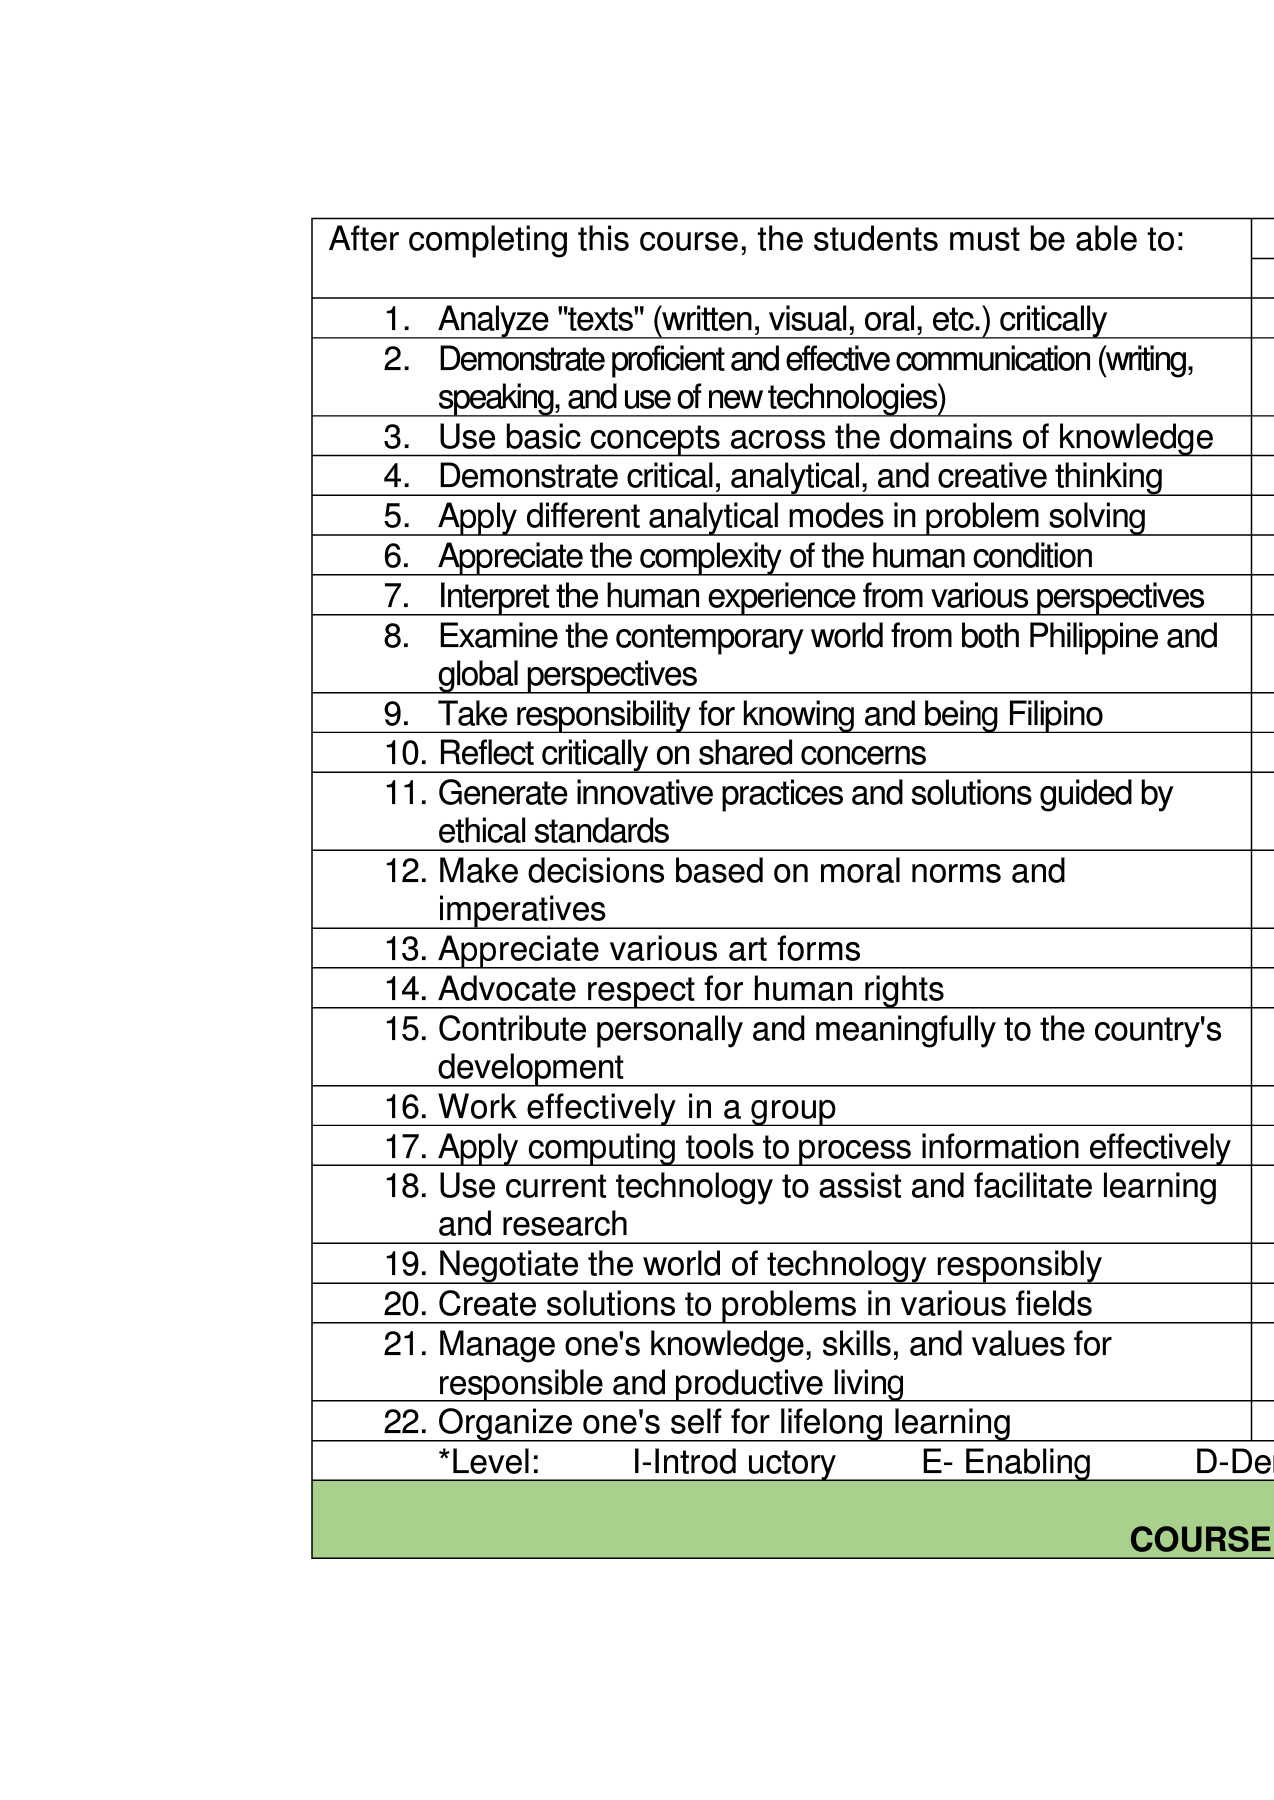 After completing this course, the students must be able to:
1. Analyze "texts" (written, visual, oral, etc.) critically
2. Demonstrate proficient and effective communication (writing,
speaking, and use of new technologies)
3. Use basic concepts across the domains of knowledge
4. Demonstrate critical, analytical, and creative thinking
5. Apply different analytical modes in problem solving
6. Appreciate the complexity of the human condition
7. Interpret the human experience from various perspectives
8. Examine the contemporary world from both Philippine and
global perspectives
9. Take responsibility for knowing and being Filipino
10. Reflect critically on shared concerns
11. Generate innovative practices and solutions guided by
ethical standards
12. Make decisions based on moral norms and
imperatives
13. Appreciate various art forms
14. Advocate respect for human rights
15. Contribute personally and meaningfully to the country's
development
16. Work effectively in a group
17. Apply computing tools to process information effectively
18. Use current technology to assist and facilitate learning
and research
19. Negotiate the world of technology responsibly
20. Create solutions to problems in various fields
21. Manage one's knowledge, skills, and values for
responsible and productive living
22. Organize one's self for lifelong learning
*Level: I-Introd uctory E- Enabling
COURSE